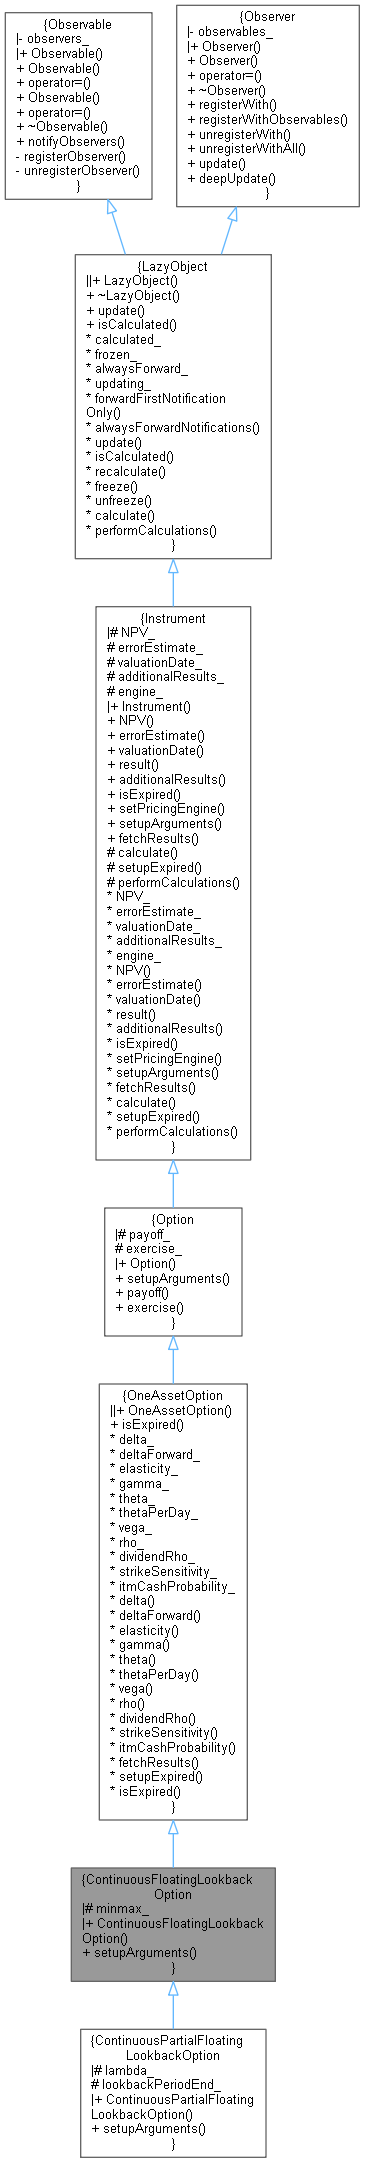 {Observable
|- observers_
|+ Observable()
+ Observable()
+ operator=()
+ Observable()
+ operator=()
+ ~Observable()
+ notifyObservers()
- registerObserver()
- unregisterObserver()
}
{Observer
|- observables_
|+ Observer()
+ Observer()
+ operator=()
+ ~Observer()
+ registerWith()
+ registerWithObservables()
+ unregisterWith()
+ unregisterWithAll()
+ update()
+ deepUpdate()
}
{LazyObject
||+ LazyObject()
+ ~LazyObject()
+ update()
+ isCalculated()
* calculated_
* frozen_
* alwaysForward_
* updating_
* forwardFirstNotification
Only()
* alwaysForwardNotifications()
* update()
* isCalculated()
* recalculate()
* freeze()
* unfreeze()
* calculate()
* performCalculations()
}
{Instrument
|# NPV_
# errorEstimate_
# valuationDate_
# additionalResults_
# engine_
|+ Instrument()
+ NPV()
+ errorEstimate()
+ valuationDate()
+ result()
+ additionalResults()
+ isExpired()
+ setPricingEngine()
+ setupArguments()
+ fetchResults()
# calculate()
# setupExpired()
# performCalculations()
* NPV_
* errorEstimate_
* valuationDate_
* additionalResults_
* engine_
* NPV()
* errorEstimate()
* valuationDate()
* result()
* additionalResults()
* isExpired()
* setPricingEngine()
* setupArguments()
* fetchResults()
* calculate()
* setupExpired()
* performCalculations()
}
{Option
|# payoff_
# exercise_
|+ Option()
+ setupArguments()
+ payoff()
+ exercise()
}
{OneAssetOption
||+ OneAssetOption()
+ isExpired()
* delta_
* deltaForward_
* elasticity_
* gamma_
* theta_
* thetaPerDay_
* vega_
* rho_
* dividendRho_
* strikeSensitivity_
* itmCashProbability_
* delta()
* deltaForward()
* elasticity()
* gamma()
* theta()
* thetaPerDay()
* vega()
* rho()
* dividendRho()
* strikeSensitivity()
* itmCashProbability()
* fetchResults()
* setupExpired()
* isExpired()
}
{ContinuousFloatingLookback
Option
|# minmax_
|+ ContinuousFloatingLookback
Option()
+ setupArguments()
}
{ContinuousPartialFloating
LookbackOption
|# lambda_
# lookbackPeriodEnd_
|+ ContinuousPartialFloating
LookbackOption()
+ setupArguments()
}